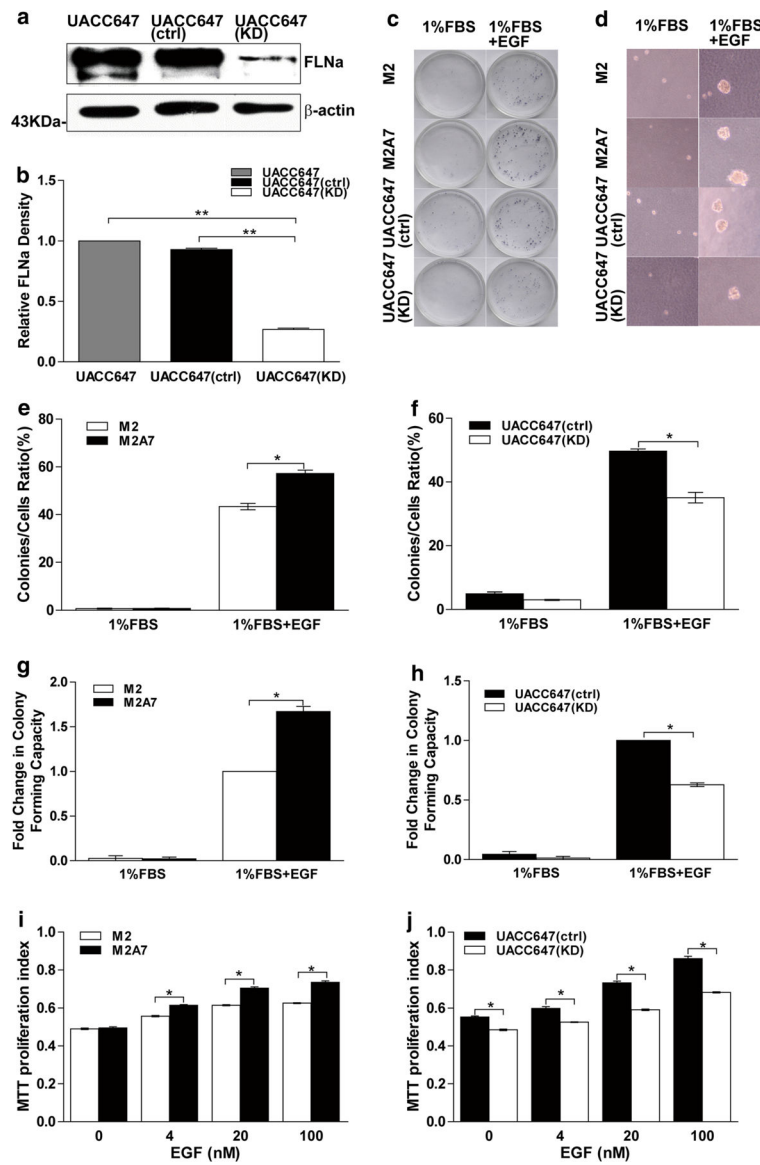 a
UACC647 UACC647 (ctrl) UACC647 (KD)
FLNa
β-actin
43KDa-
b
UACC647
UACC647(ctrl)
UACC647(KD)
Relative FLNa Density
1.5
1.0
0.5
0.0
**
**
UACC647 UACC647(ctrl) UACC647(KD)
c
1%FBS 1%FBS +EGF
M2
M2A7
UACC647 (ctrl)
UACC647 (KD)
d
1%FBS 1%FBS +EGF
M2
M2A7
UACC647 (ctrl)
UACC647 (KD)
e
M2
M2A7
Colonies/Cells Ratio(%)
80
60
40
20
0
*
1%FBS 1%FBS+EGF
f
UACC647(ctrl)
UACC647(KD)
Colonies/Cells Ratio(%)
60
40
20
0
*
1%FBS 1%FBS+EGF
g
M2
M2A7
Fold Change in Colony
Forming Capacity
2.0
1.5
1.0
0.5
0.0
*
1%FBS 1%FBS+EGF
h
UACC647(ctrl)
UACC647(KD)
Fold Change in Colony
Forming Capacity
1.5
1.0
0.5
0.0
*
1%FBS 1%FBS+EGF
i
M2
M2A7
MTT proliferation index
1.0
0.8
0.6
0.4
0.2
0.0
* * *
0 4 20 100
EGF (nM)
j
UACC647(ctrl)
UACC647(KD)
MTT proliferation index
1.0
0.8
0.6
0.4
0.2
0.0
* * * *
0 4 20 100
EGF (nM)